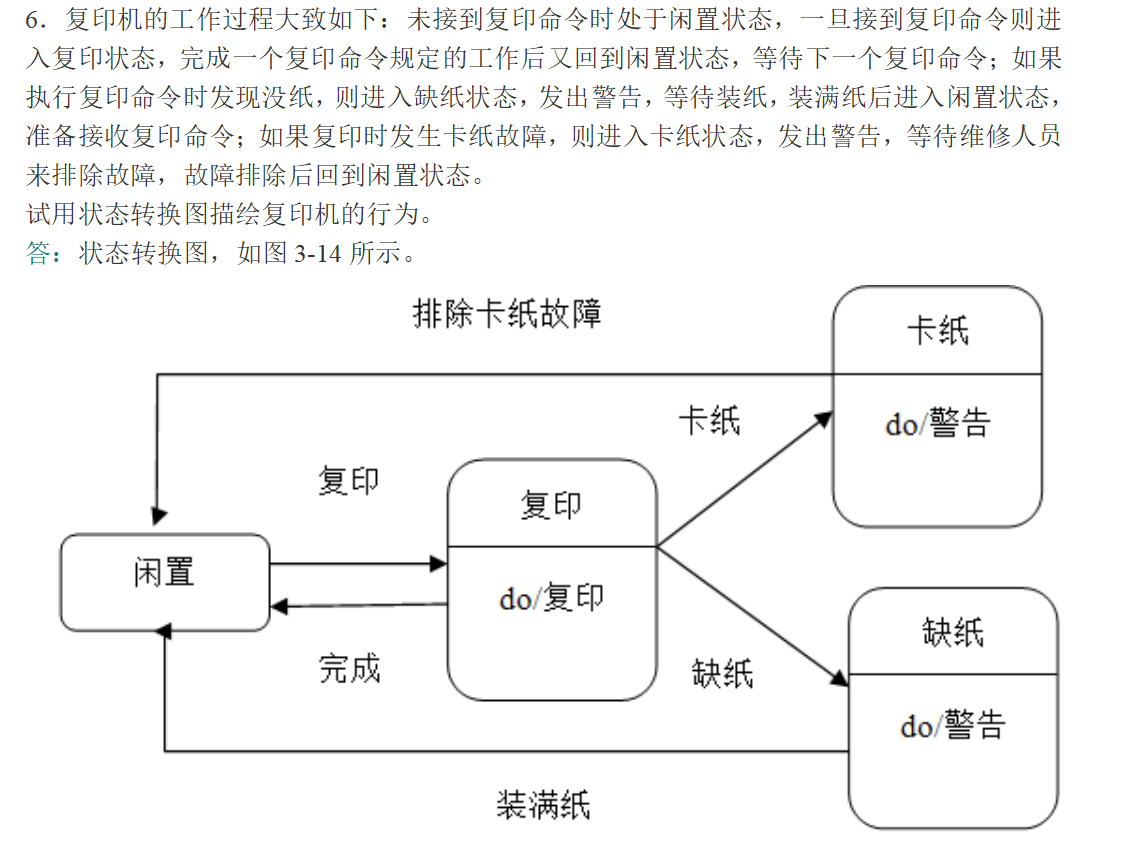 6．复印机的工作过程大致如下：未接到复印命令时处于闲置状态，一旦接到复印命令则进
入复印状态，完成一个复印命令规定的工作后又回到闲置状态，等待下一个复印命令；如果
执行复印命令时发现没纸，则进入缺纸状态，发出警告，等待装纸，装满纸后进入闲置状态，
准备接收复印命令；如果复印时发生卡纸故障，则进入卡纸状态，发出警告，等待维修人员
来排除故障，故障排除后回到闲置状态。
试用状态转换图描绘复印机的行为。
答：状态转换图，如图 3-14 所示。
排除卡纸故障
卡纸
do/警告
卡纸
复印
复印
do/复印
闲置
完成
缺纸
缺纸
do/警告
装满纸